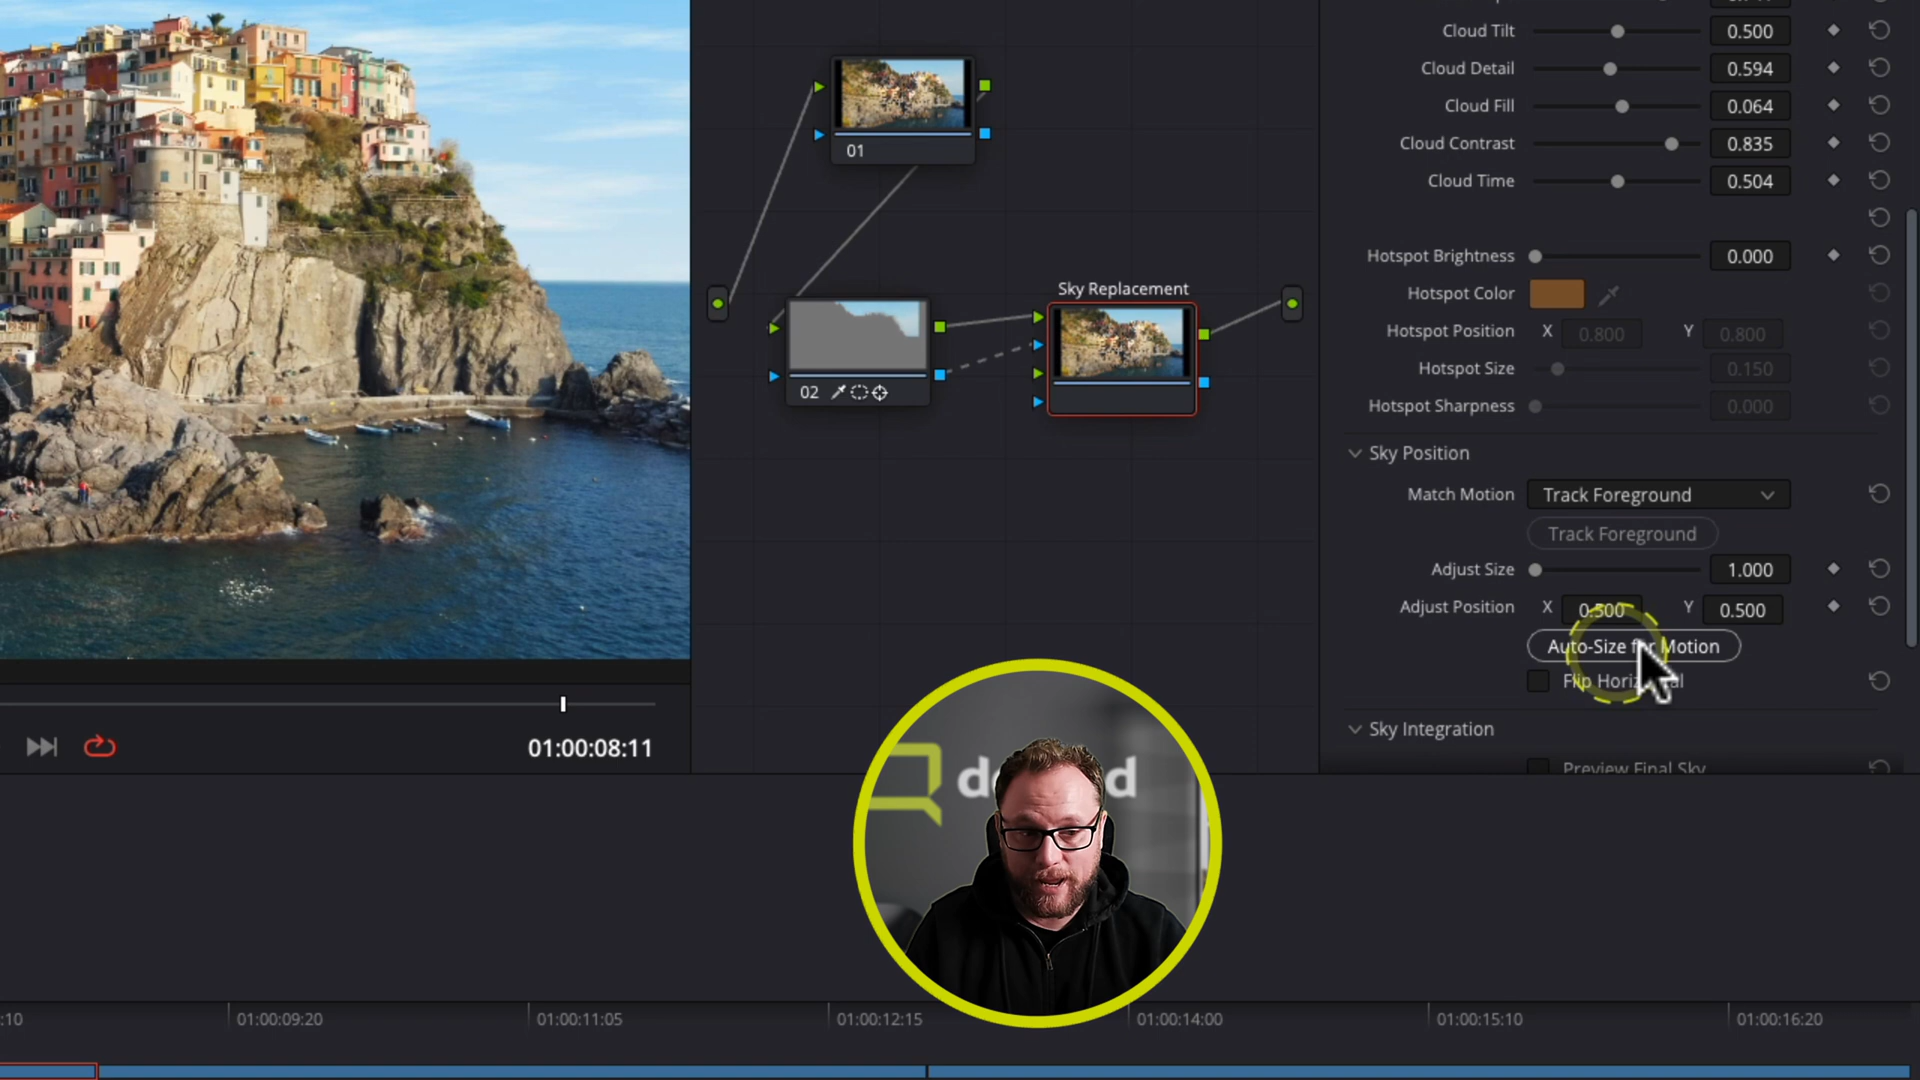 Cloud Tilt 0.500
Cloud Detail 0.594
Cloud Fill 0.064
Cloud Contrast 0.835
Cloud Time 0.504
01
Hotspot Brightness 0.000
Hotspot Color
Sky Replacement
Hotspot Position X 0.800 Y 0.800
Hotspot Size 0.150
02
Hotspot Sharpness 0.000
Sky Position
Match Motion Track Foreground
Track Foreground
Adjust Size 1.000
Adjust Position X 0.500 Y 0.500
Auto-Size for Motion
Flip Horizontal
Sky Integration
01:00:08:11
Preview Final Sky
:10 01:00:09:20 01:00:11:05 01:00:12:15 01:00:14:00 01:00:15:10 01:00:16:20